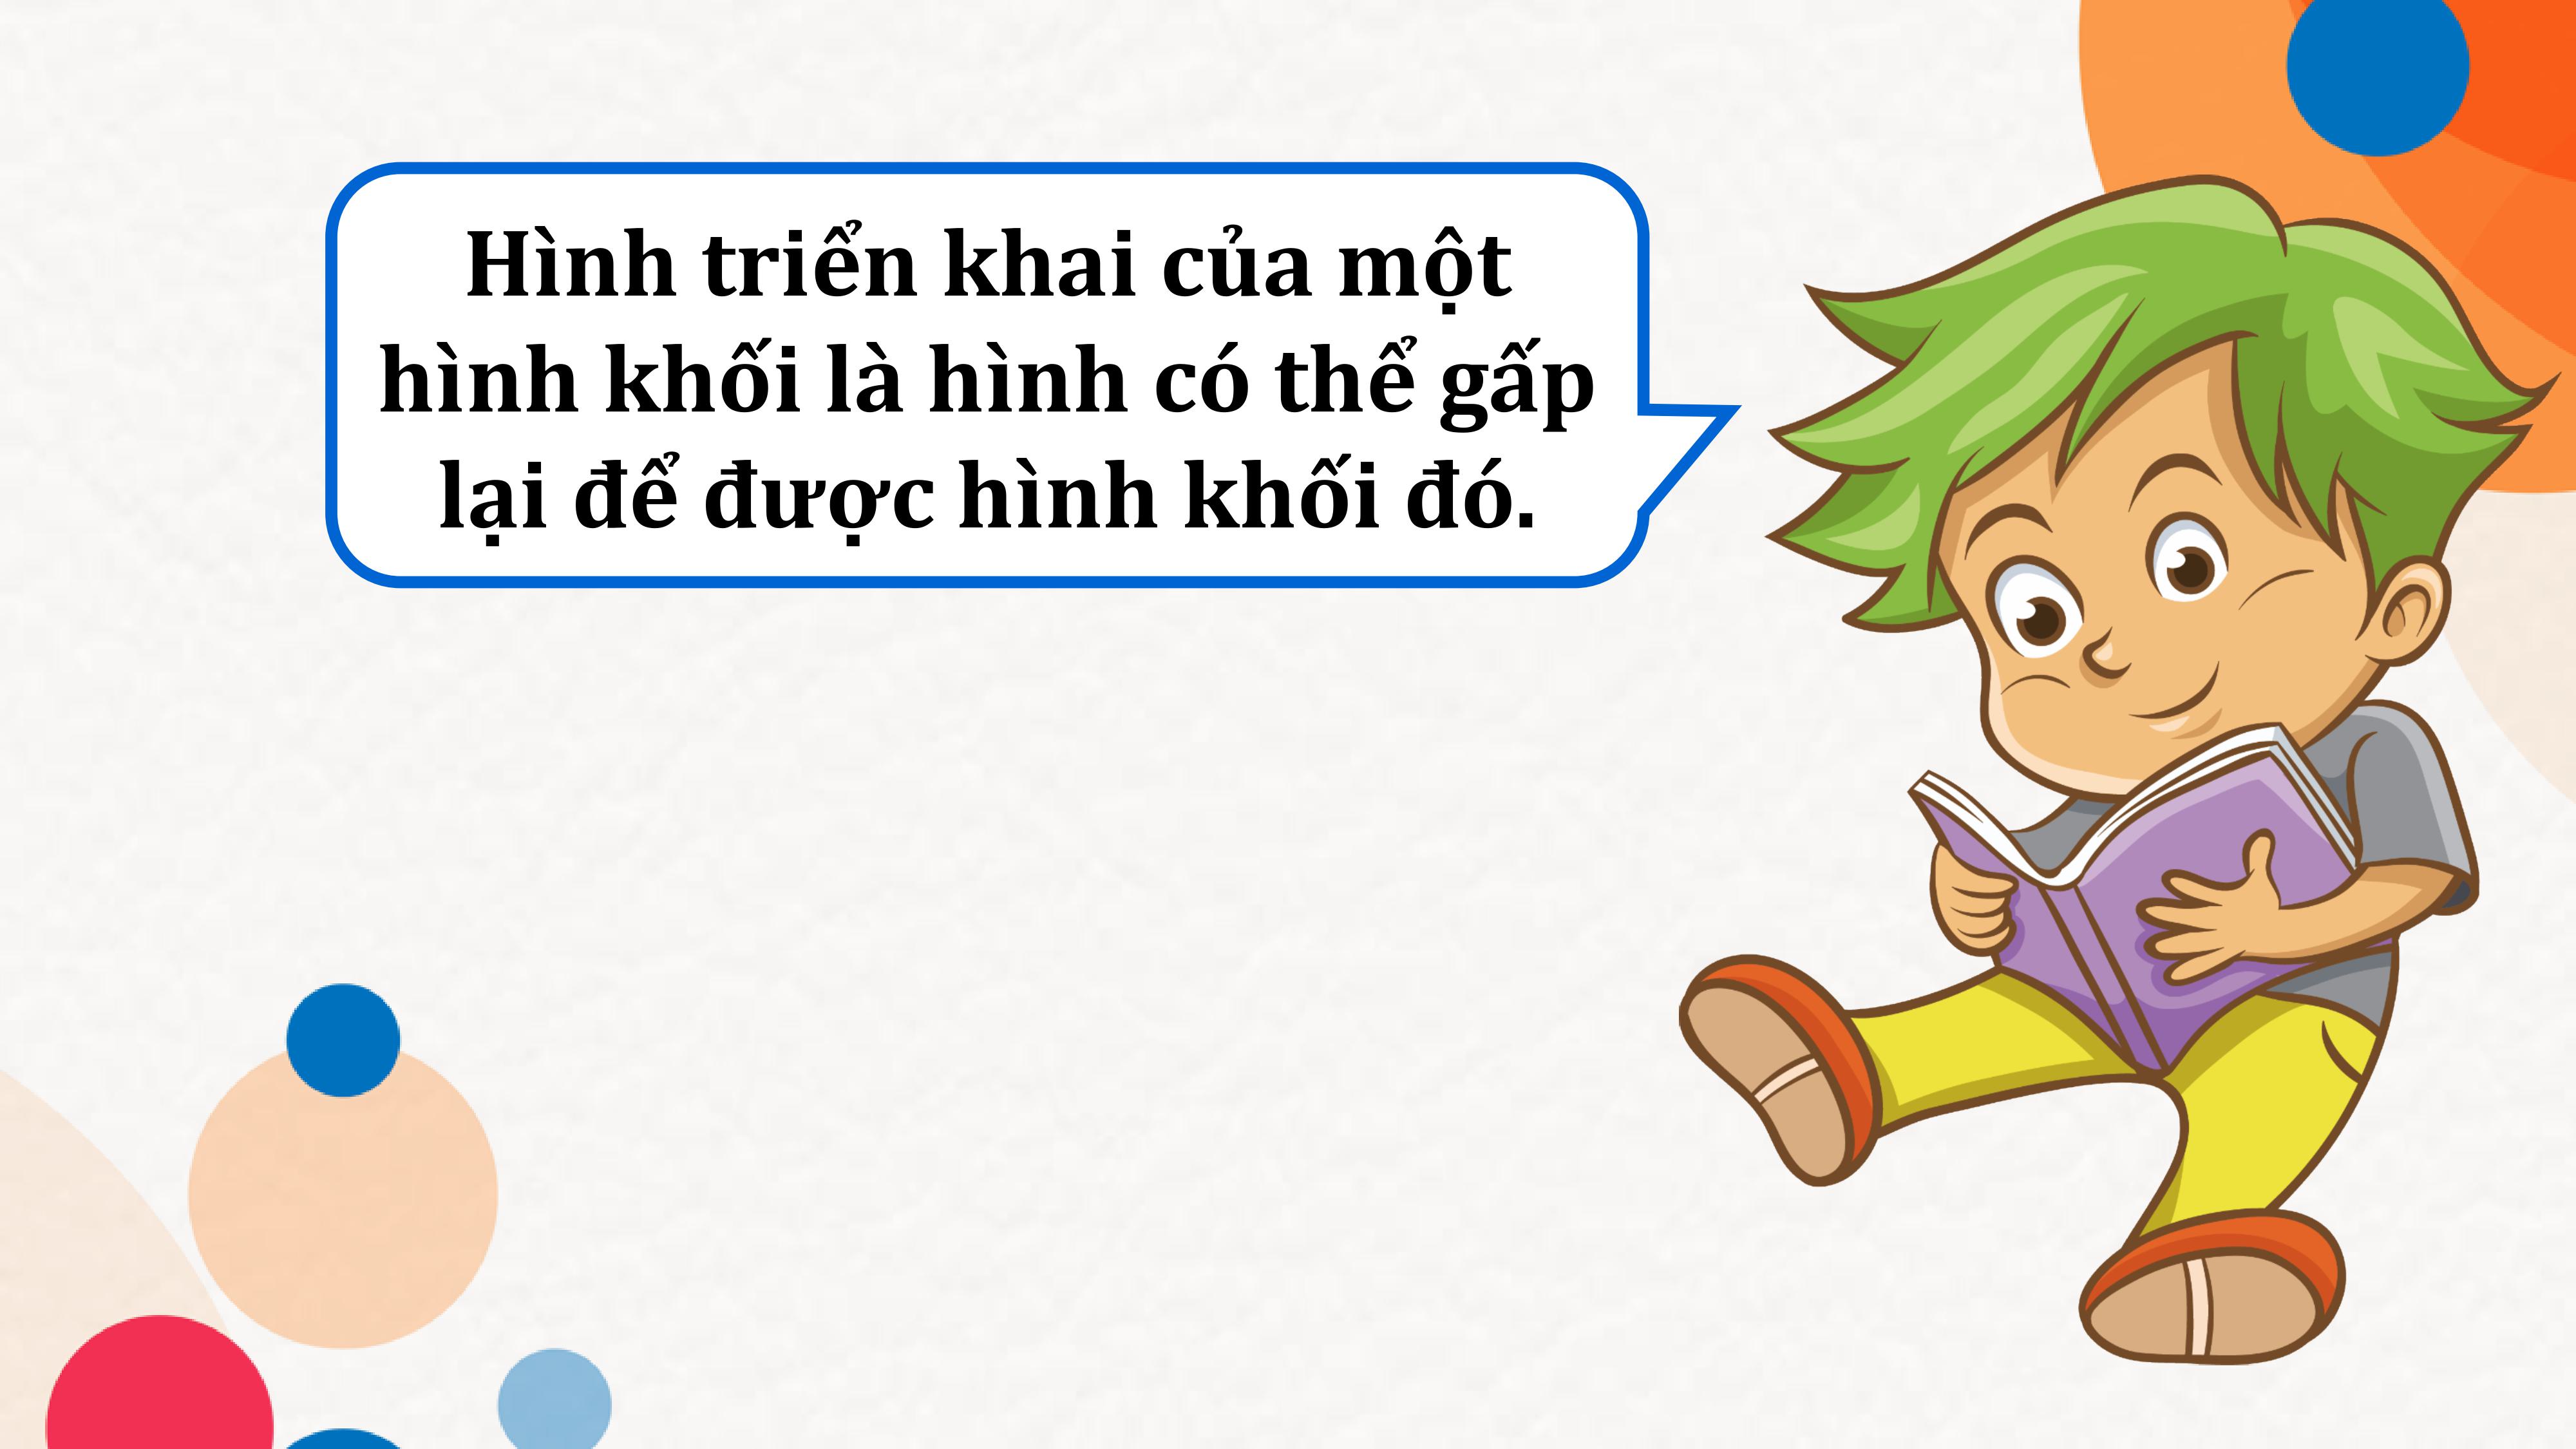 Hình triển khai của một
hình khối là hình có thể gấp
lại để được hình khối đó.